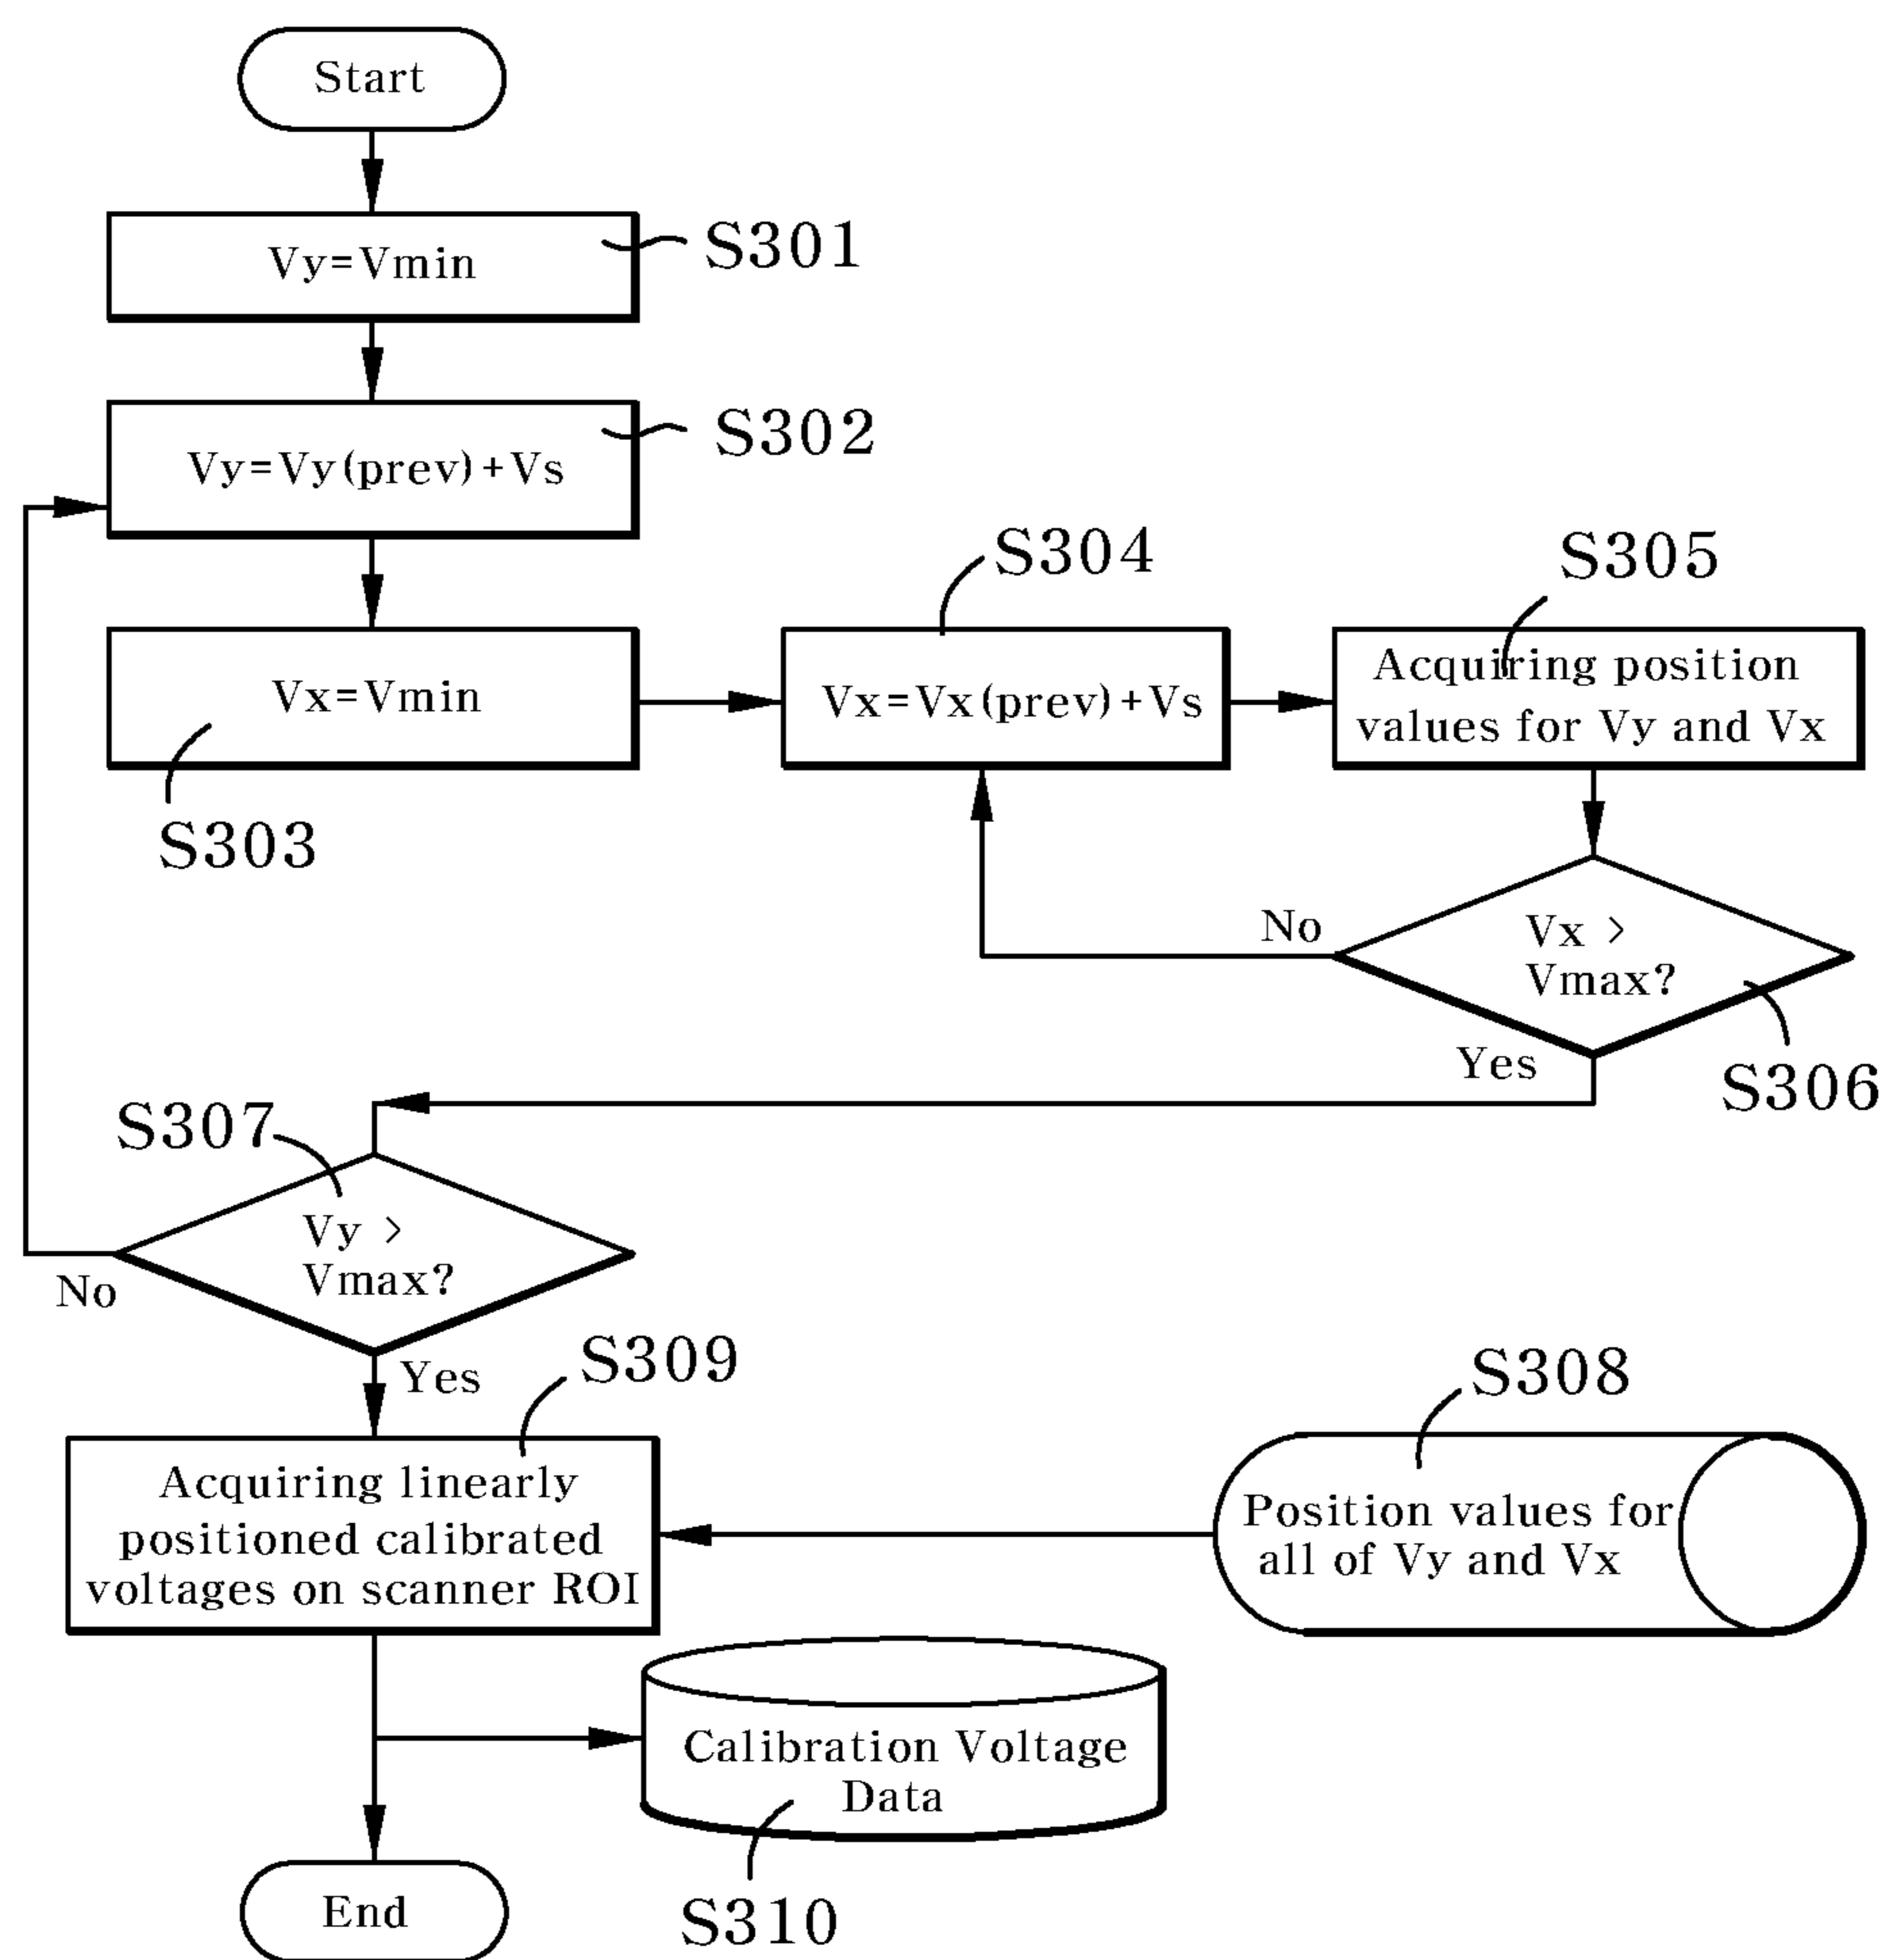 Start
Vy=Vmin
S301
Vy=Vy(prev)+Vs
S302
Vx=Vmin
S303
S304
Vx=Vx(prev)+Vs
S305
Acquiring position
values for Vy and Vx
Vx >
Vmax?
No
Yes
S306
S307
Vy >
Vmax?
No
Yes
S309
Acquiring linearly
positioned calibrated
voltages on scanner ROI
S308
Position values for
all of Vy and Vx
Calibration Voltage
Data
S310
End